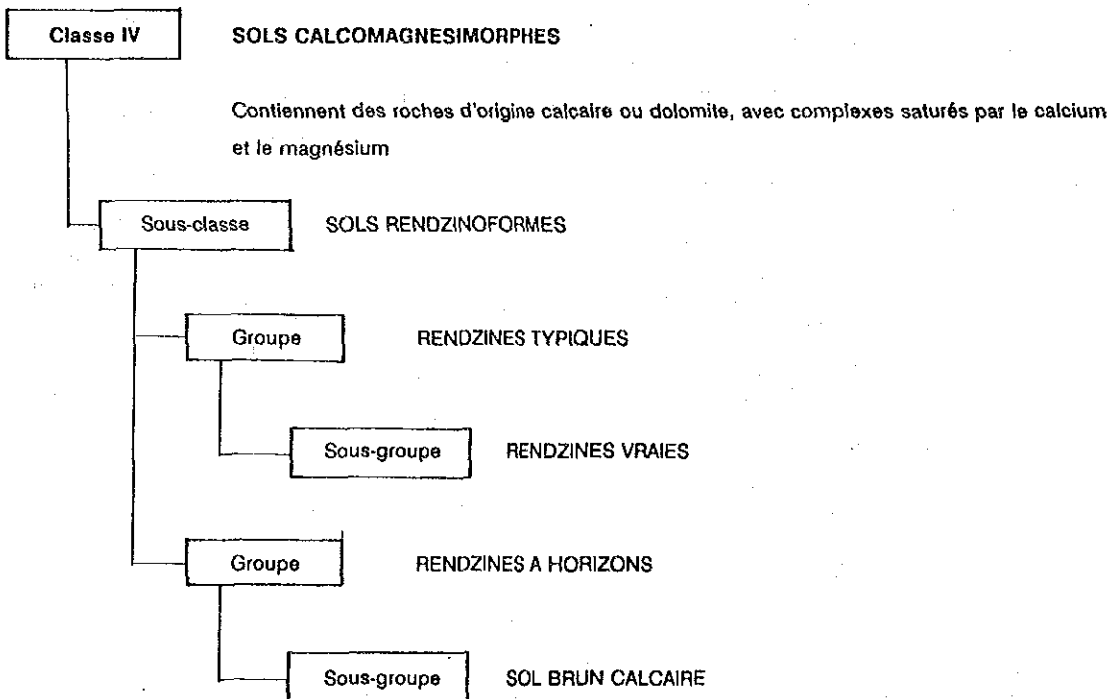 Classe IV SOLS CALCOMAGNESIMORPHES
Contiennent des roches d'origine calcaire ou dolomite, avec complexes saturés par le calcium
et le magnésium
Sous-classe SOLS RENDZINOFORMES
Groupe RENDZINES TYPIQUES
Sous-groupe RENDZINES VRAIES
Groupe RENDZINES A HORIZONS
Sous-groupe SOL BRUN CALCAIRE